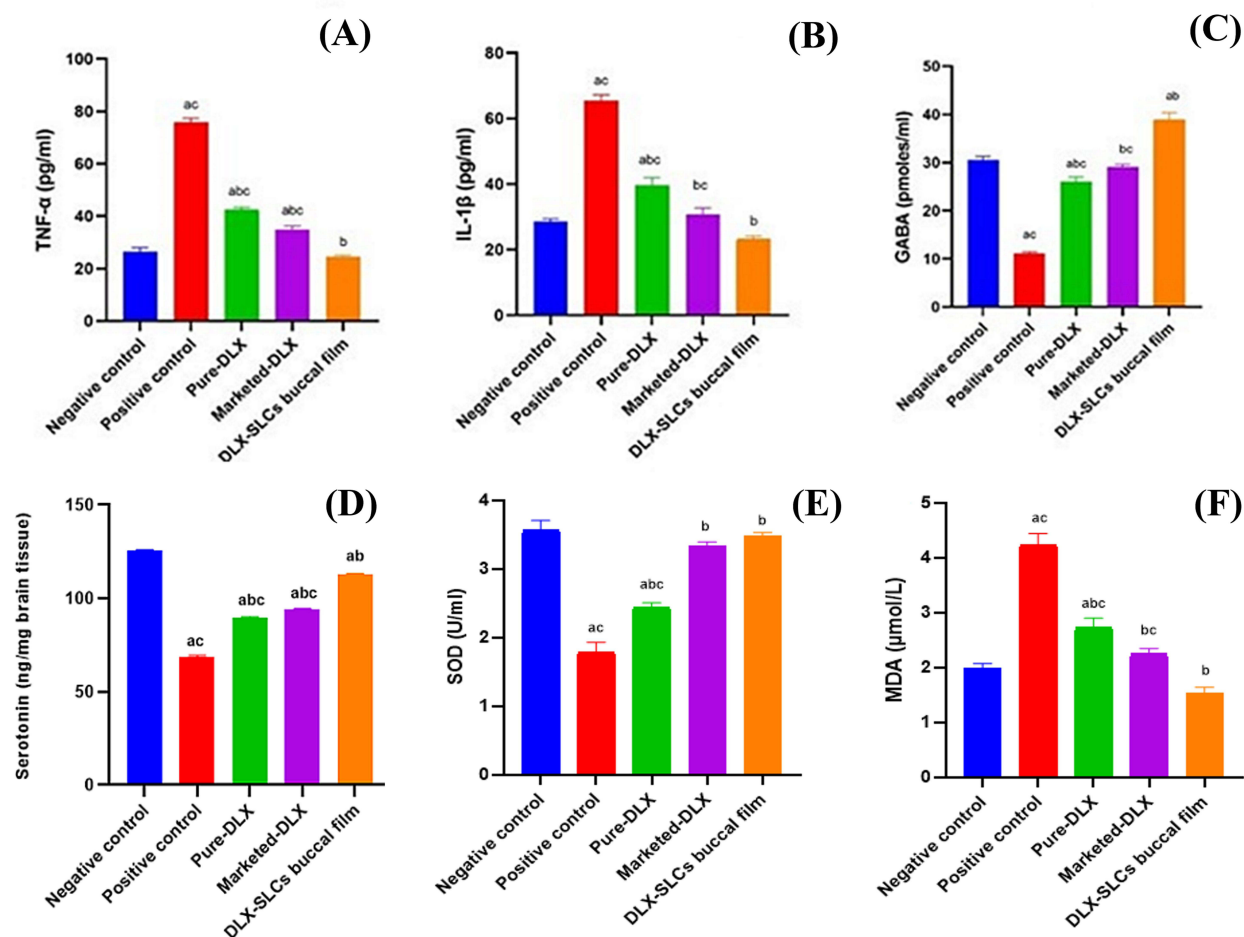 (A)
TNF-α (pg/ml)
100
80
60
40
20
0
ac
abc
abc
b
Negative control
Positive control
Pure-DLX
Marketed-DLX
DLX-SLCs buccal film
(B)
IL-1β (pg/ml)
80
60
40
20
0
ac
abc
bc
b
Negative control
Positive control
Pure-DLX
Marketed-DLX
DLX-SLCs buccal film
(C)
GABA (pmoles/ml)
50
40
30
20
10
0
ac
abc
bc
ab
Negative control
Positive control
Pure-DLX
Marketed-DLX
DLX-SLCs buccal film
(D)
Serotonin (ng/mg brain tissue)
150
100
50
0
ac
abc
abc
ab
Negative control
Positive control
Pure-DLX
Marketed-DLX
DLX-SLCs buccal film
(E)
SOD (U/ml)
4
3
2
1
0
ac
abc
b
b
Negative control
Positive control
Pure-DLX
Marketed-DLX
DLX-SLCs buccal film
(F)
MDA (μmol/L)
5
4
3
2
1
0
ac
abc
bc
b
Negative control
Positive control
Pure-DLX
Marketed-DLX
DLX-SLCs buccal film